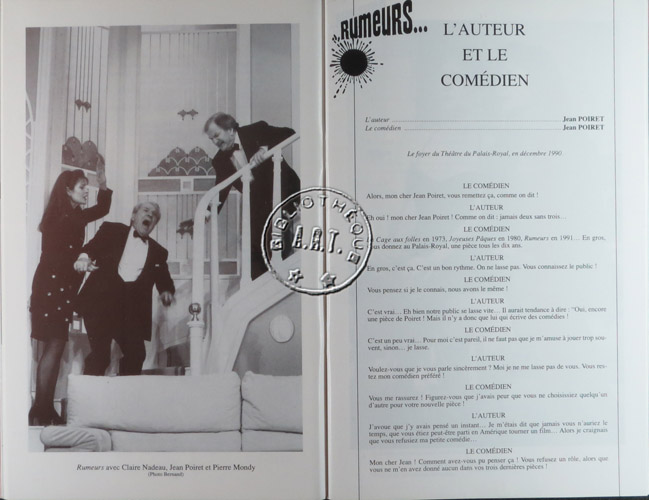 Rumeurs avec Claire Nadeau, Jean Poiret et Pierre Mondy
(Photo Bernand)
RUMEURS...
L'AUTEUR
ET LE
COMÉDIEN
L'auteur ........ Jean POIRET
Le comédien ........ Jean POIRET
Le foyer du Théâtre du Palais-Royal, en décembre 1990.
LE COMÉDIEN
Alors, mon cher Jean Poiret, vous remettez ça, comme on dit !
L'AUTEUR
Eh oui ! mon cher Jean Poiret ! Comme on dit : jamais deux sans trois...
LE COMÉDIEN
La Cage aux folles en 1973, Joyeuses Pâques en 1980, Rumeurs en 1991... En gros,
vous donnez au Palais-Royal, une pièce tous les dix ans.
L'AUTEUR
En gros, c'est ça. C'est un bon rythme. On ne lasse pas. Vous connaissez le public !
LE COMÉDIEN
Vous pensez si je le connais, nous avons le même !
L'AUTEUR
C'est vrai... Eh bien notre public se lasse vite... Il aurait tendance à dire : "Oui, encore
une pièce de Poiret ! Mais il n'y a donc que lui qui écrive des comédies !
LE COMÉDIEN
C'est un peu vrai... Pour moi c'est pareil, il ne faut pas que je m'amuse à jouer trop sou-
vent, sinon... je lasse.
L'AUTEUR
Voulez-vous que je vous parle sincèrement ? Moi je ne me lasse pas de vous. Vous res-
tez mon comédien préféré !
LE COMÉDIEN
Vous me rassurez ! Figurez-vous que j'avais peur que vous ne choisissiez quelqu'un
d'autre pour votre nouvelle pièce !
L'AUTEUR
J'avoue que j'y avais pensé un instant... Je m'étais dit que jamais vous n'auriez le
temps, que vous étiez peut-être parti en Amérique tourner un film... Alors je craignais
que vous refusiez ma petite comédie...
LE COMÉDIEN
Mon cher Jean ! Comment avez-vous pu penser ça ! Vous refusez un rôle, alors que
vous ne m'en avez donné aucun dans vos trois dernières pièces !
BIBLIOTHÈQUE
A.R.T.